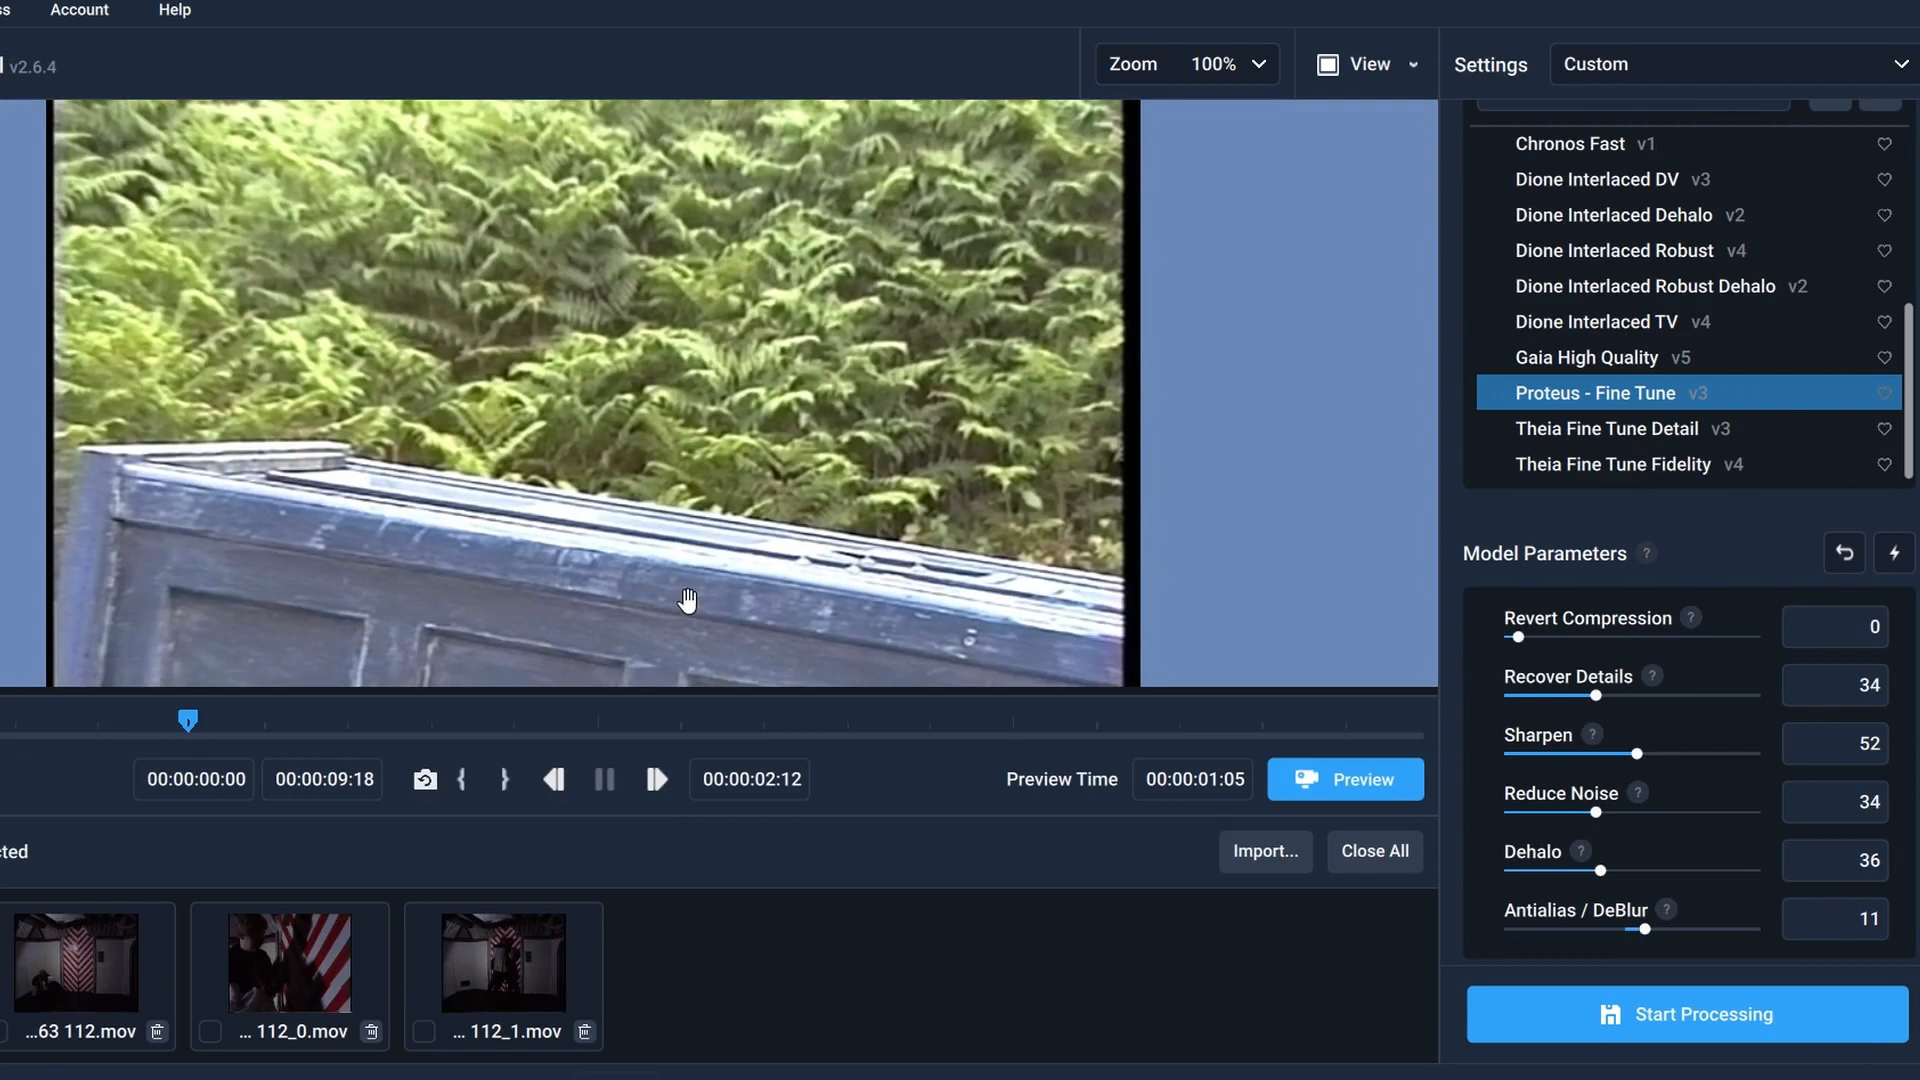 ss Account Help
l v2.6.4
Zoom 100% View Settings Custom
Chronos Fast v1
Dione Interlaced DV v3
Dione Interlaced Dehalo v2
Dione Interlaced Robust v4
Dione Interlaced Robust Dehalo v2
Dione Interlaced TV v4
Gaia High Quality v5
Proteus - Fine Tune v3
Theia Fine Tune Detail v3
Theia Fine Tune Fidelity v4
Model Parameters ?
Revert Compression ? 0
Recover Details ? 34
Sharpen ? 52
Reduce Noise ? 34
Dehalo ? 36
Antialias / DeBlur ? 11
00:00:00:00 00:00:09:18 { } 00:00:02:12 Preview Time 00:00:01:05 Preview
cted Import... Close All
...63 112.mov ... 112_0.mov ... 112_1.mov
Start Processing